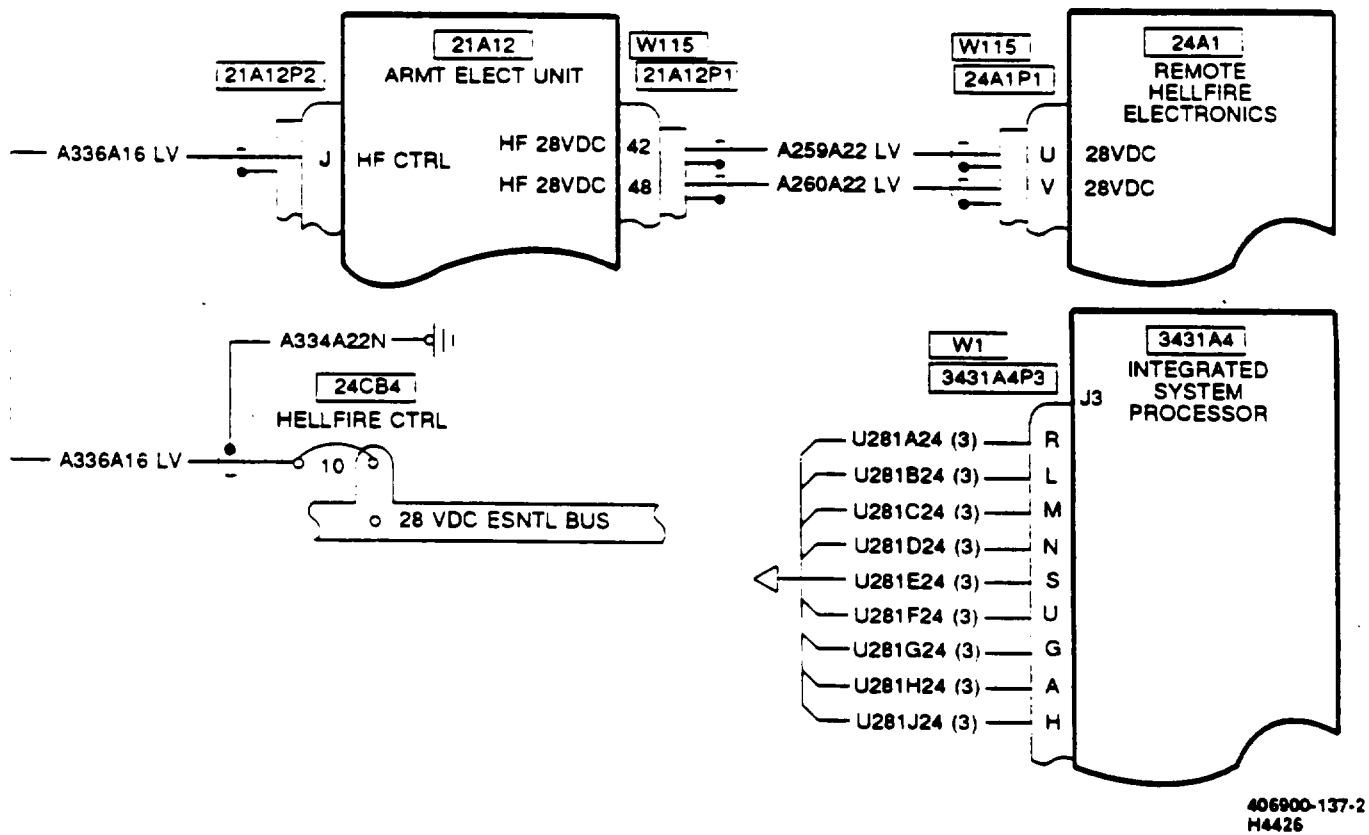 21A12
W115
W115
24A1
21A12P2
ARMT ELECT UNIT
21A12P1
24A1P1
REMOTE
HELLFIRE
ELECTRONICS
A336A16 LV
J
HF CTRL
HF 28VDC
42
A259A22 LV
U
28VDC
HF 28VDC
48
A260A22 LV
V
28VDC
A334A22N
24CB4
HELLFIRE CTRL
A336A16 LV
10
28 VDC ESNTL BUS
W1
3431A4P3
3431A4
INTEGRATED
SYSTEM
PROCESSOR
J3
U281A24 (3)
R
U281B24 (3)
L
U281C24 (3)
M
U281D24 (3)
N
U281E24 (3)
S
U281F24 (3)
U
U281G24 (3)
G
U281H24 (3)
A
U281J24 (3)
H
406900-137-2
H4426